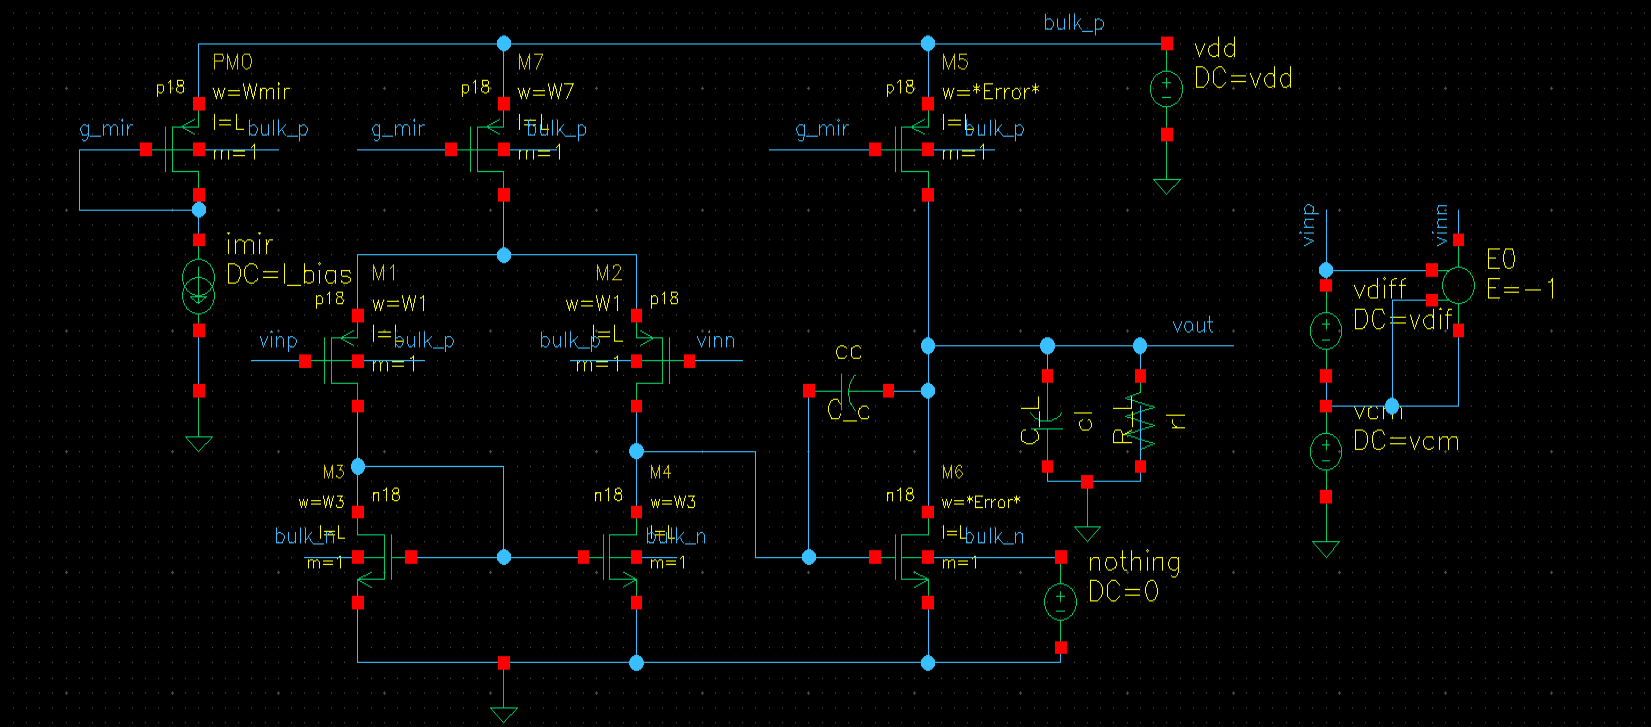 bulk_p
PM0
p18
w=Wmir
l=L
g_mir
bulk_p
m=1
M7
p18
w=W7
l=L
g_mir
bulk_p
m=1
M5
p18
w=*Error*
l=L
g_mir
bulk_p
m=1
vdd
DC=vdd
imir
DC=I_bias
M1
p18
w=W1
l=L
vinp
bulk_p
m=1
M2
p18
w=W1
l=L
bulk_p
vinn
m=1
vout
cc
C_c
C_L
cl
R_L
rl
vinp
vinn
E0
E=-1
vdiff
DC=vdif
vcm
DC=vcm
M3
n18
w=W3
l=L
bulk_n
m=1
M4
n18
w=W3
l=L
bulk_n
m=1
M6
n18
w=*Error*
l=L
bulk_n
m=1
nothing
DC=0